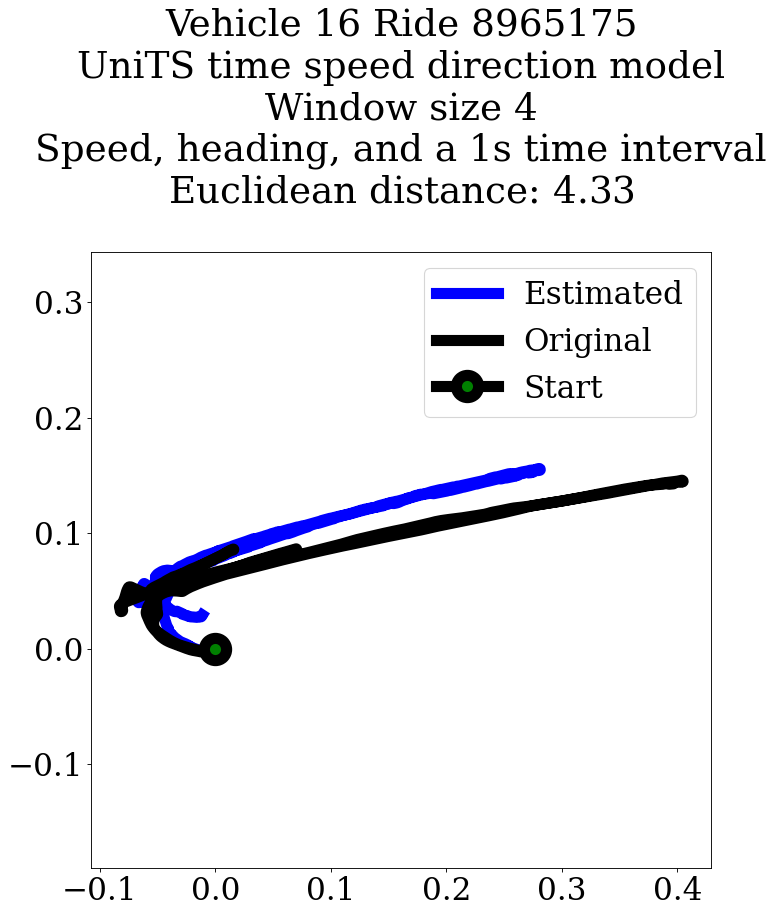 Vehicle 16 Ride 8965175
UniTS time speed direction model
Window size 4
Speed, heading, and a 1s time interval
Euclidean distance: 4.33
Estimated
Original
Start
0.3
0.2
0.1
0.0
−0.1
−0.1 0.0 0.1 0.2 0.3 0.4